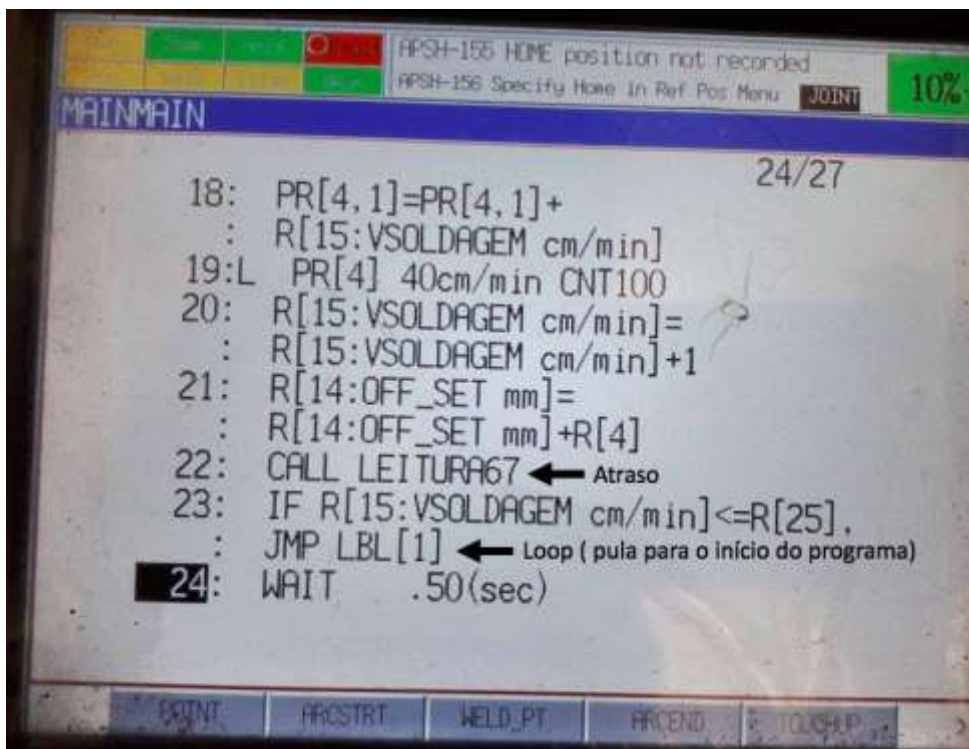 APSH-155 HOME position not recorded
APSH-156 Specify Home in Ref Pos Menu JOINT
10%
MAINMAIN
24/27
18: PR[4,1]=PR[4,1]+
: R[15:VSOLDAGEM cm/min]
19:L PR[4] 40cm/min CNT100
20: R[15:VSOLDAGEM cm/min]=
: R[15:VSOLDAGEM cm/min]+1
21: R[14:OFF_SET mm]=
: R[14:OFF_SET mm]+R[4]
22: CALL LEITURA67 Atraso
23: IF R[15:VSOLDAGEM cm/min]<=R[25],
: JMP LBL[1] Loop ( pula para o início do programa)
24: WAIT .50(sec)
POINT ARCSTRT WELD_PT ARCEND TOUCHUP >